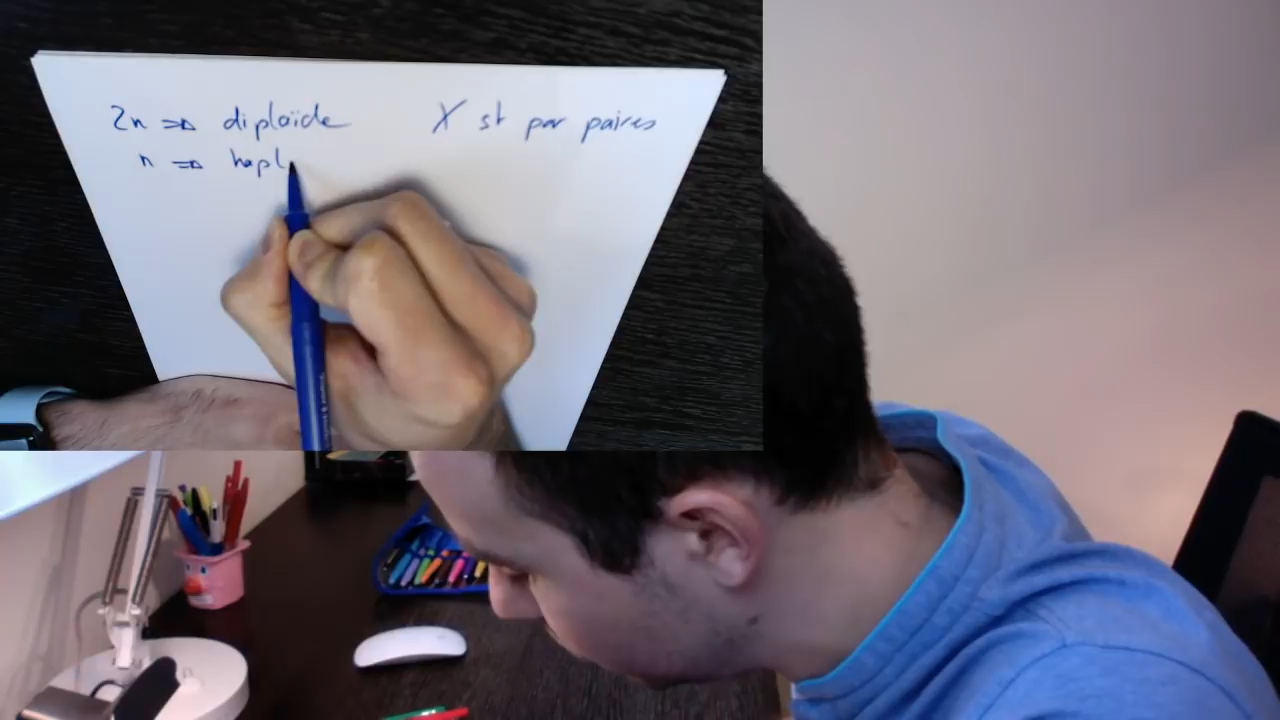 2n => diploïde X st par paires
n => hapl